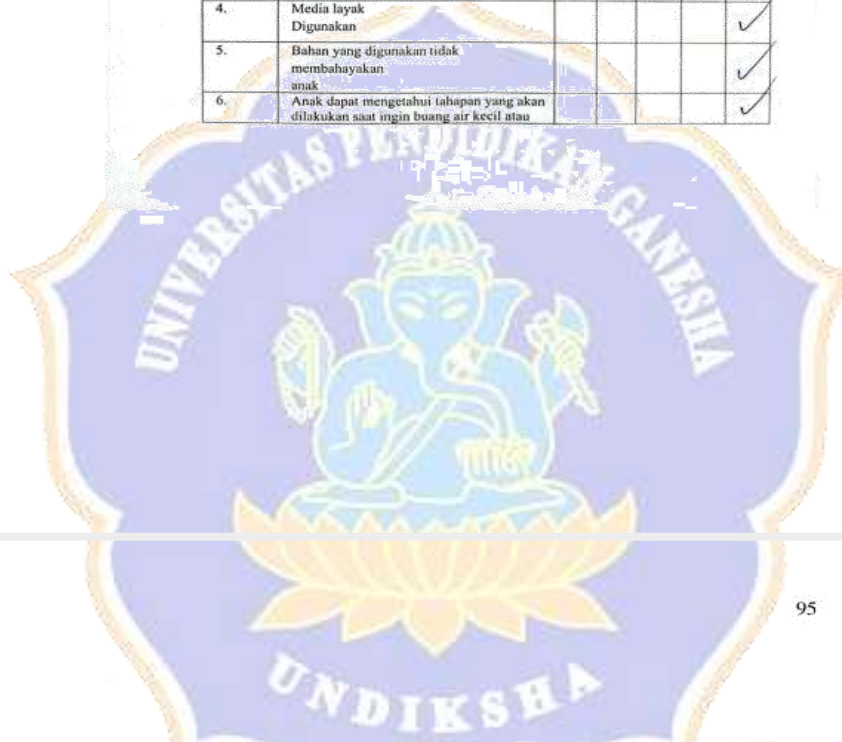 4. Media layak
Digunakan
5. Bahan yang digunakan tidak
membahayakan
anak
6. Anak dapat mengetahui tahapan yang akan
dilakukan saat ingin buang air kecil atau
UNIVERSITAS PENDIDIKAN GANESHA
95
UNDIKSHA